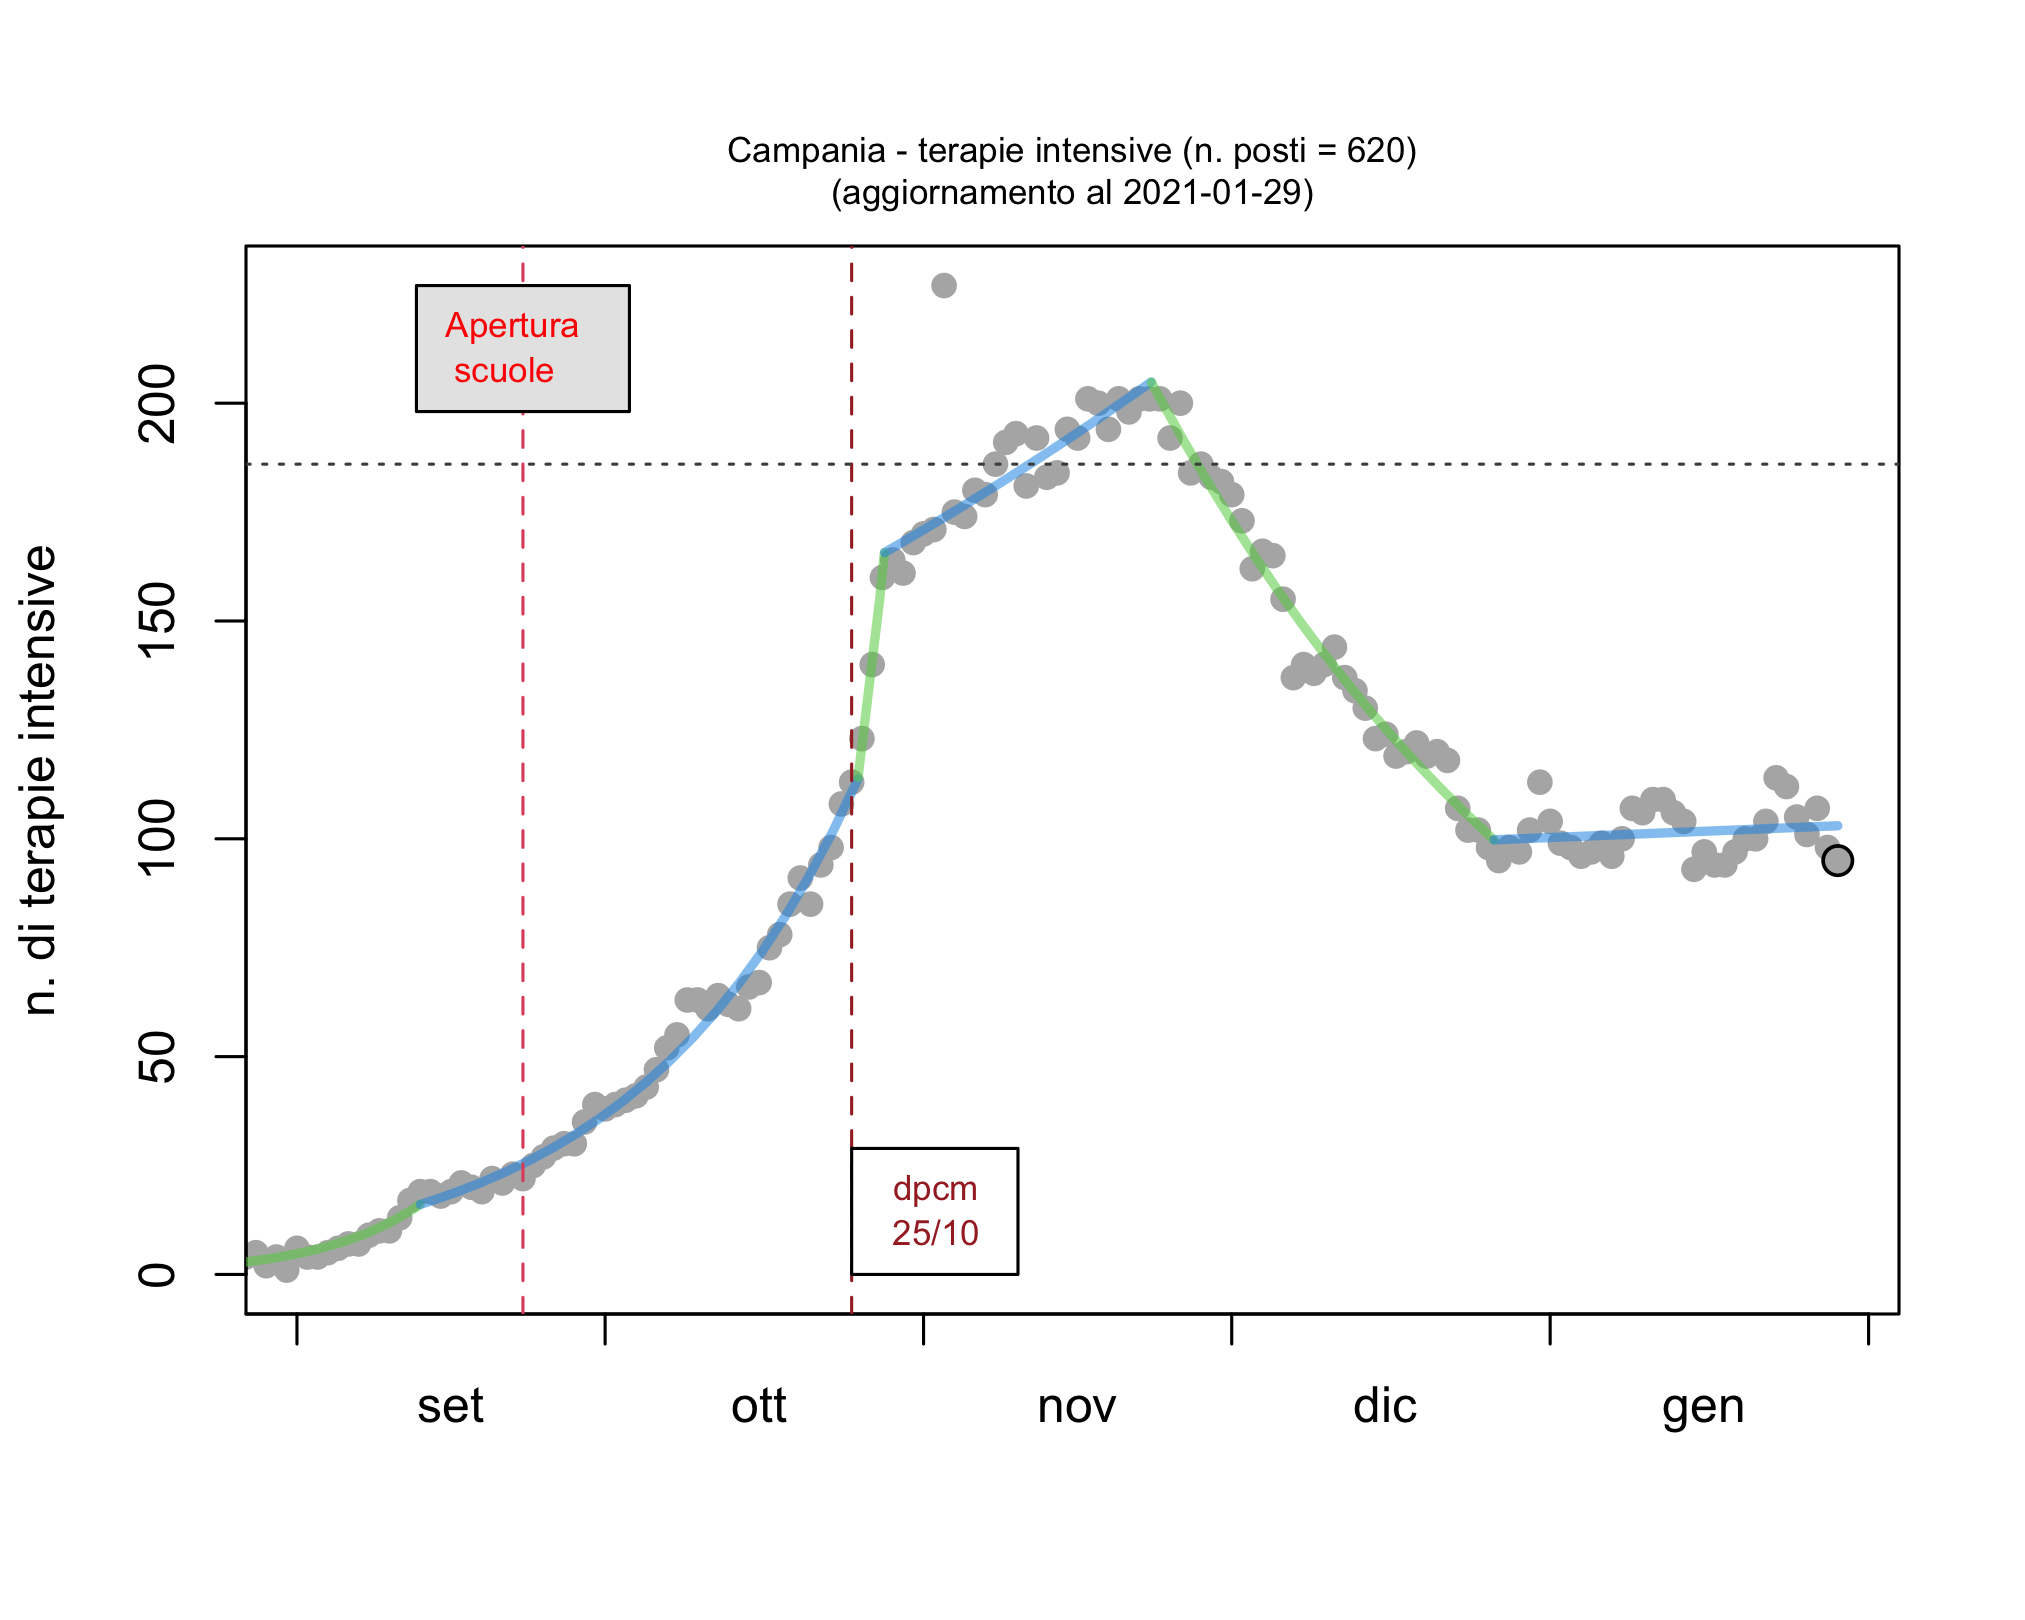 Campania - terapie intensive (n. posti = 620)
(aggiornamento al 2021-01-29)
Apertura
scuole
n. di terapie intensive
200
150
100
50
0
dpcm
25/10
set
ott
nov
dic
gen